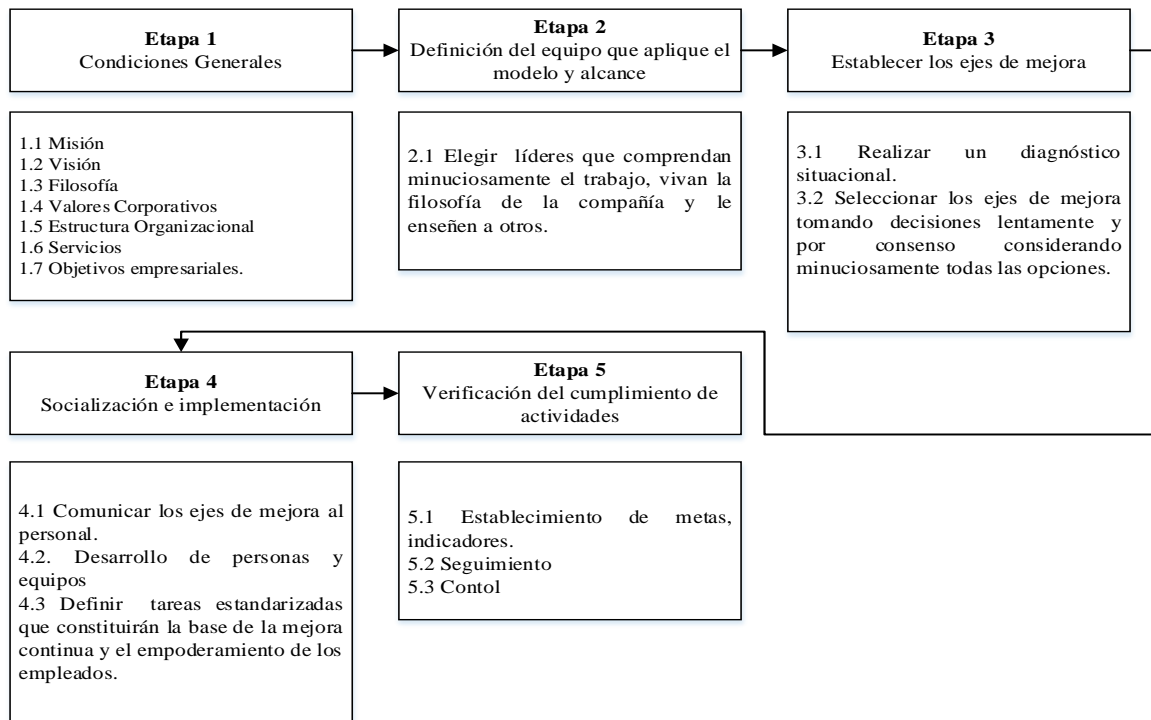 Etapa 1
Condiciones Generales
1.1 Misión
1.2 Visión
1.3 Filosofía
1.4 Valores Corporativos
1.5 Estructura Organizacional
1.6 Servicios
1.7 Objetivos empresariales.
Etapa 2
Definición del equipo que aplique el
modelo y alcance
2.1 Elegir líderes que comprendan
minuciosamente el trabajo, vivan la
filosofía de la compañía y le
enseñen a otros.
Etapa 3
Establecer los ejes de mejora
3.1 Realizar un diagnóstico
situacional.
3.2 Seleccionar los ejes de mejora
tomando decisiones lentamente y
por consenso considerando
minuciosamente todas las opciones.
Etapa 4
Socialización e implementación
4.1 Comunicar los ejes de mejora al
personal.
4.2. Desarrollo de personas y
equipos
4.3 Definir tareas estandarizadas
que constituirán la base de la mejora
continua y el empoderamiento de los
empleados.
Etapa 5
Verificación del cumplimiento de
actividades
5.1 Establecimiento de metas,
indicadores.
5.2 Seguimiento
5.3 Contol